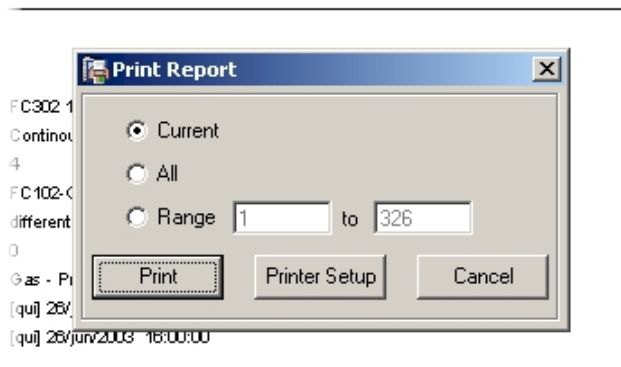 Print Report
FC302 1
Continou
Current
4
All
FC102-C
different
Range 1 to 326
0
Gas - Pr
Print Printer Setup Cancel
[qui] 26/
[qui] 26/jun/2003 16:00:00